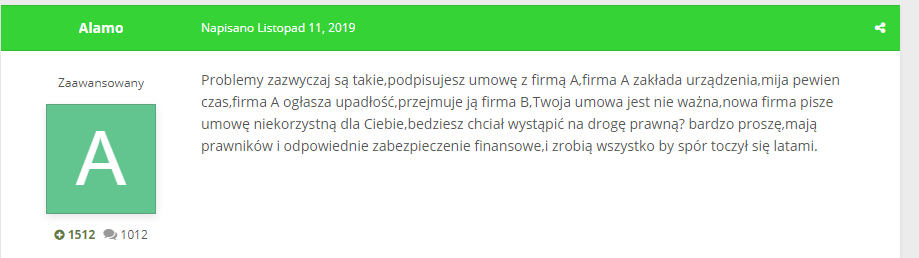 Alamo
Napisano Listopad 11, 2019
Zaawansowany
A
1512 1012
Problemy zazwyczaj są takie,podpisujesz umowę z firmą A,firma A zakłada urządzenia,mija pewien
czas,firma A ogłasza upadłość,przejmuje ją firma B,Twoja umowa jest nie ważna,nowa firma pisze
umowę niekorzystną dla Ciebie,bedziesz chciał wystąpić na drogę prawną? bardzo proszę,mają
prawników i odpowiednie zabezpieczenie finansowe,i zrobią wszystko by spór toczył się latami.